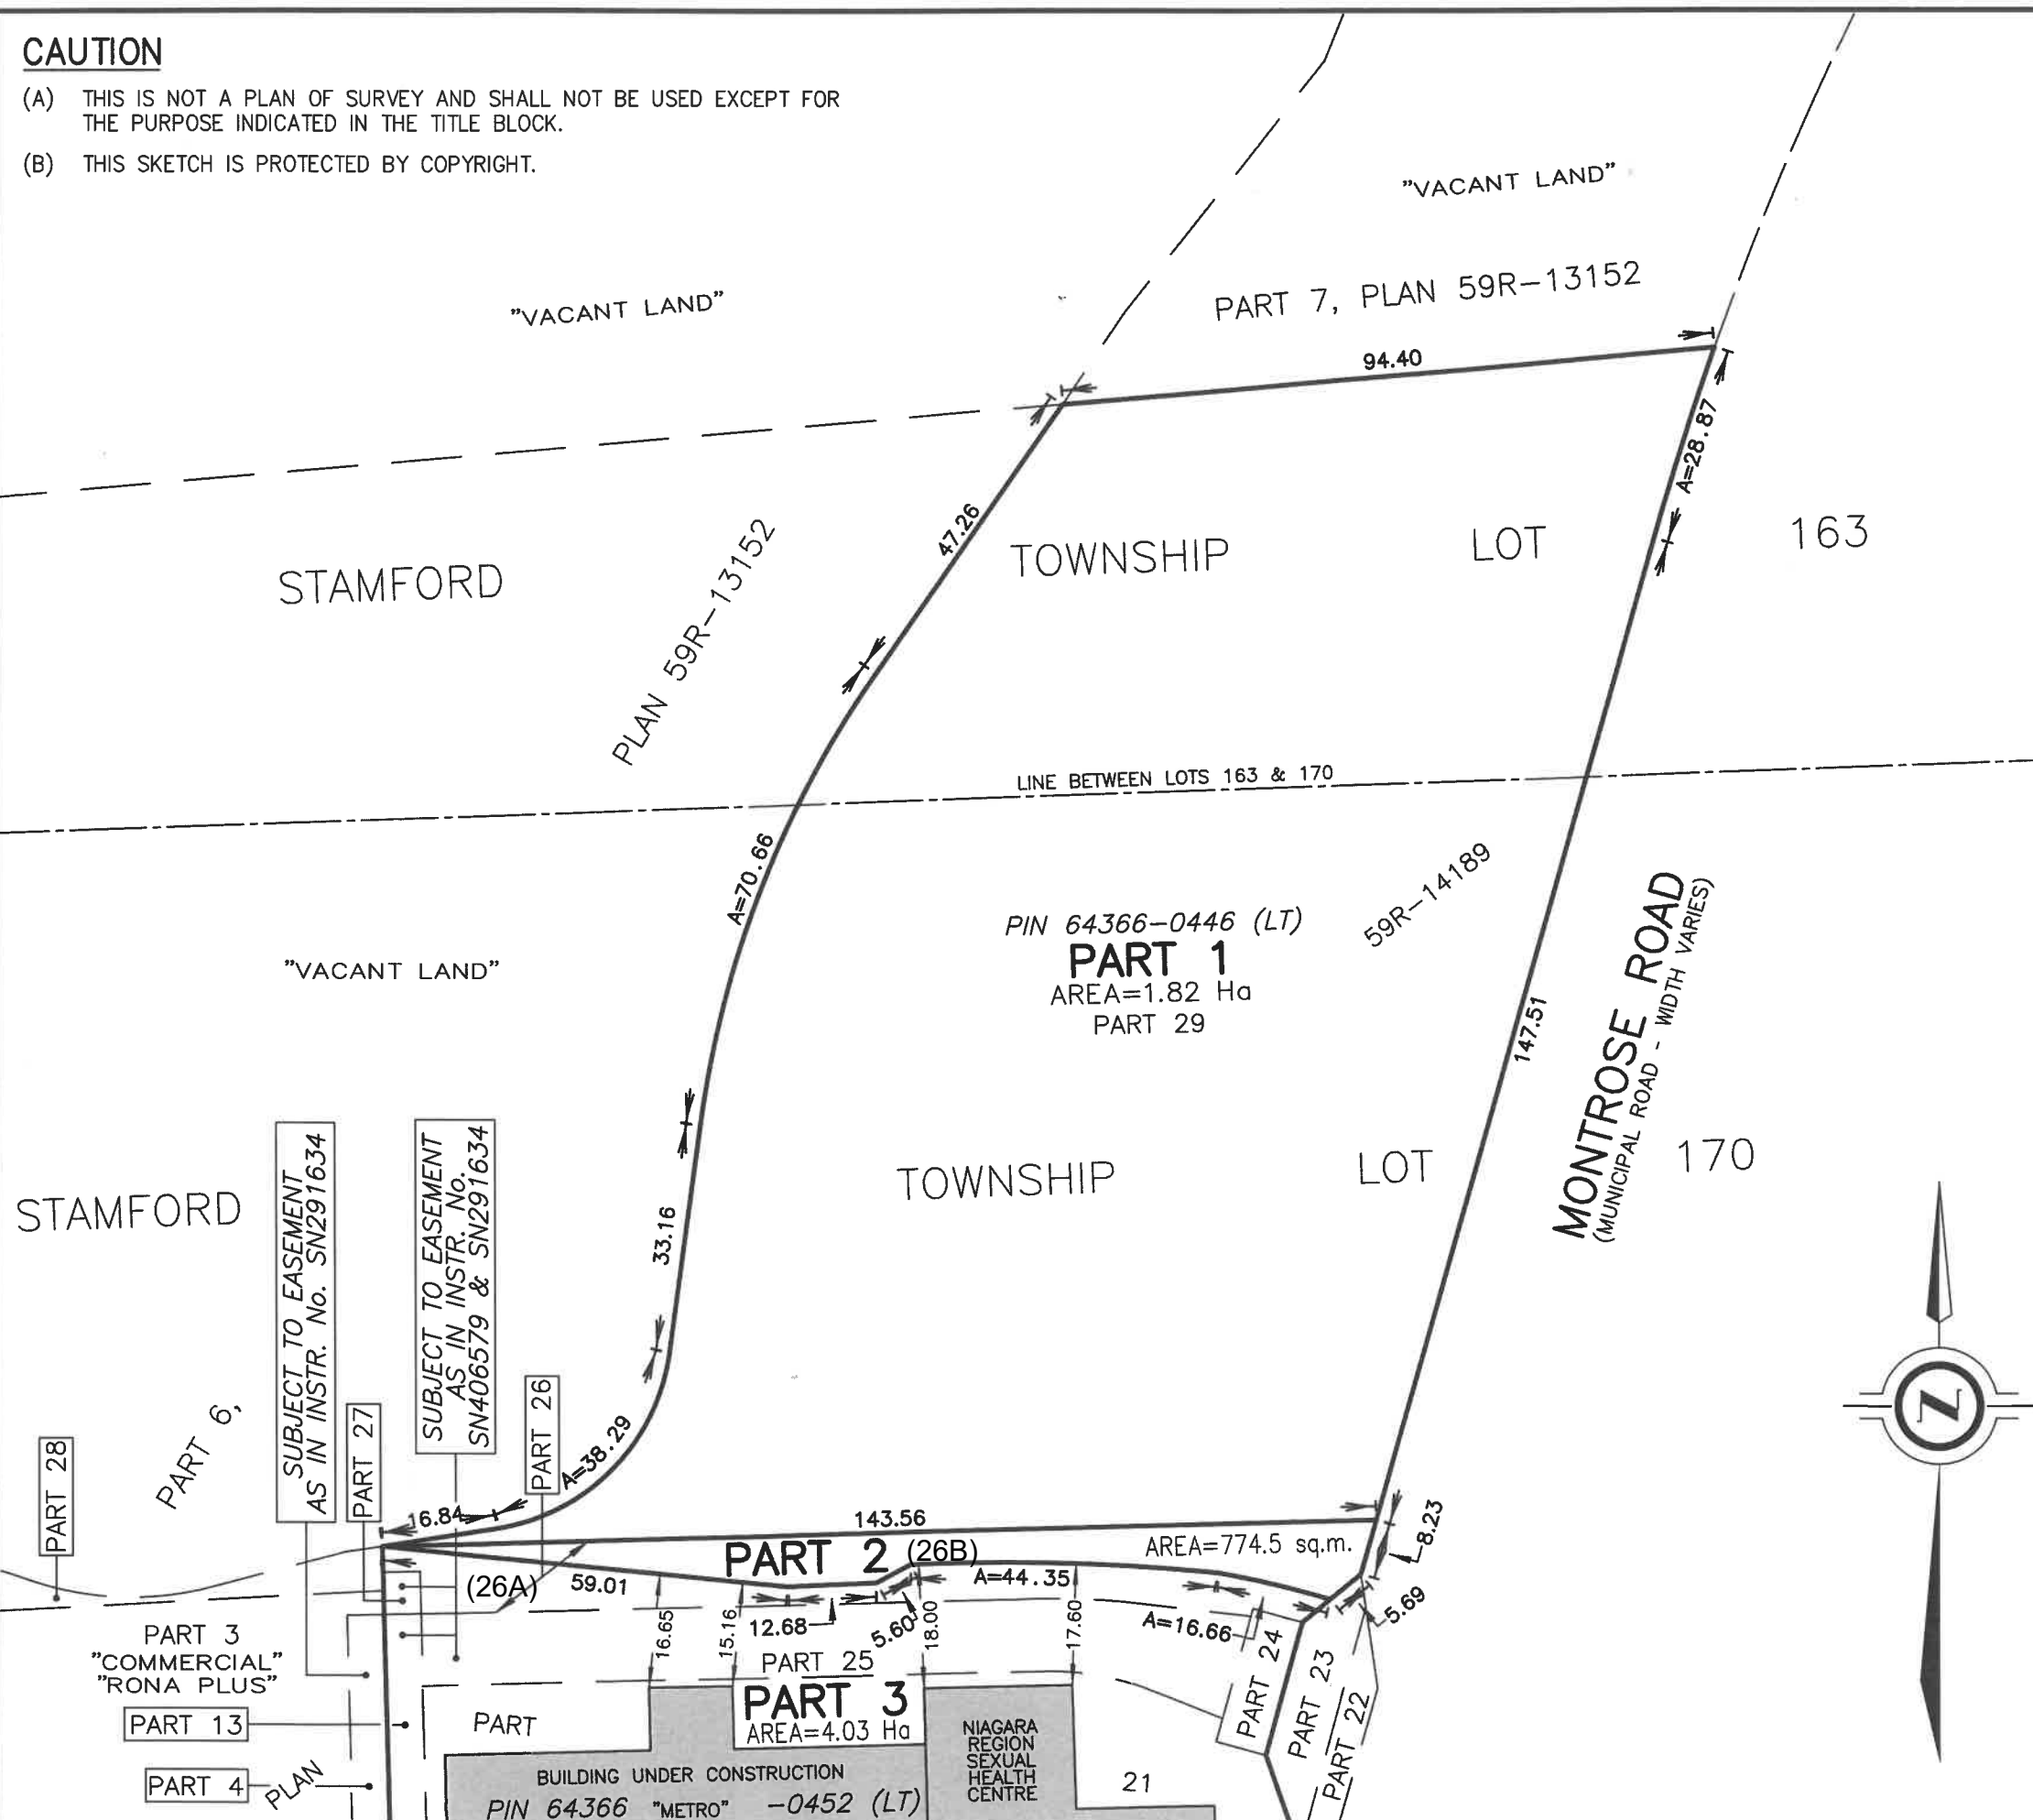 CAUTION
(A) THIS IS NOT A PLAN OF SURVEY AND SHALL NOT BE USED EXCEPT FOR
THE PURPOSE INDICATED IN THE TITLE BLOCK.
(B) THIS SKETCH IS PROTECTED BY COPYRIGHT.
"VACANT LAND"
PART 7, PLAN 59R-13152
"VACANT LAND"
94.40
A=28.87
47.26
STAMFORD
TOWNSHIP
LOT
163
PLAN 59R-13152
LINE BETWEEN LOTS 163 & 170
A=70.66
59R-14189
PIN 64366-0446 (LT)
PART 1
AREA=1.82 Ha
PART 29
"VACANT LAND"
147.51
MONTROSE ROAD
(MUNICIPAL ROAD - WIDTH VARIES)
STAMFORD
TOWNSHIP
LOT
170
33.16
SUBJECT TO EASEMENT
AS IN INSTR. No. SN291634
SUBJECT TO EASEMENT
AS IN INSTR. No.
SN406579 & SN291634
PART 6,
PART 28
PART 27
PART 26
A=38.29
16.84
143.56
8.23
PART 2
(26B)
AREA=774.5 sq.m.
(26A)
59.01
A=44.35
5.69
12.68
5.60
16.65
15.16
18.00
17.60
A=16.66
PART 24
PART 23
PART 22
PART 3
"COMMERCIAL"
"RONA PLUS"
PART 13
PART 4
PLAN
PART
PART 25
PART 3
AREA=4.03 Ha
NIAGARA
REGION
SEXUAL
HEALTH
CENTRE
21
BUILDING UNDER CONSTRUCTION
PIN 64366 "METRO" -0452 (LT)
N